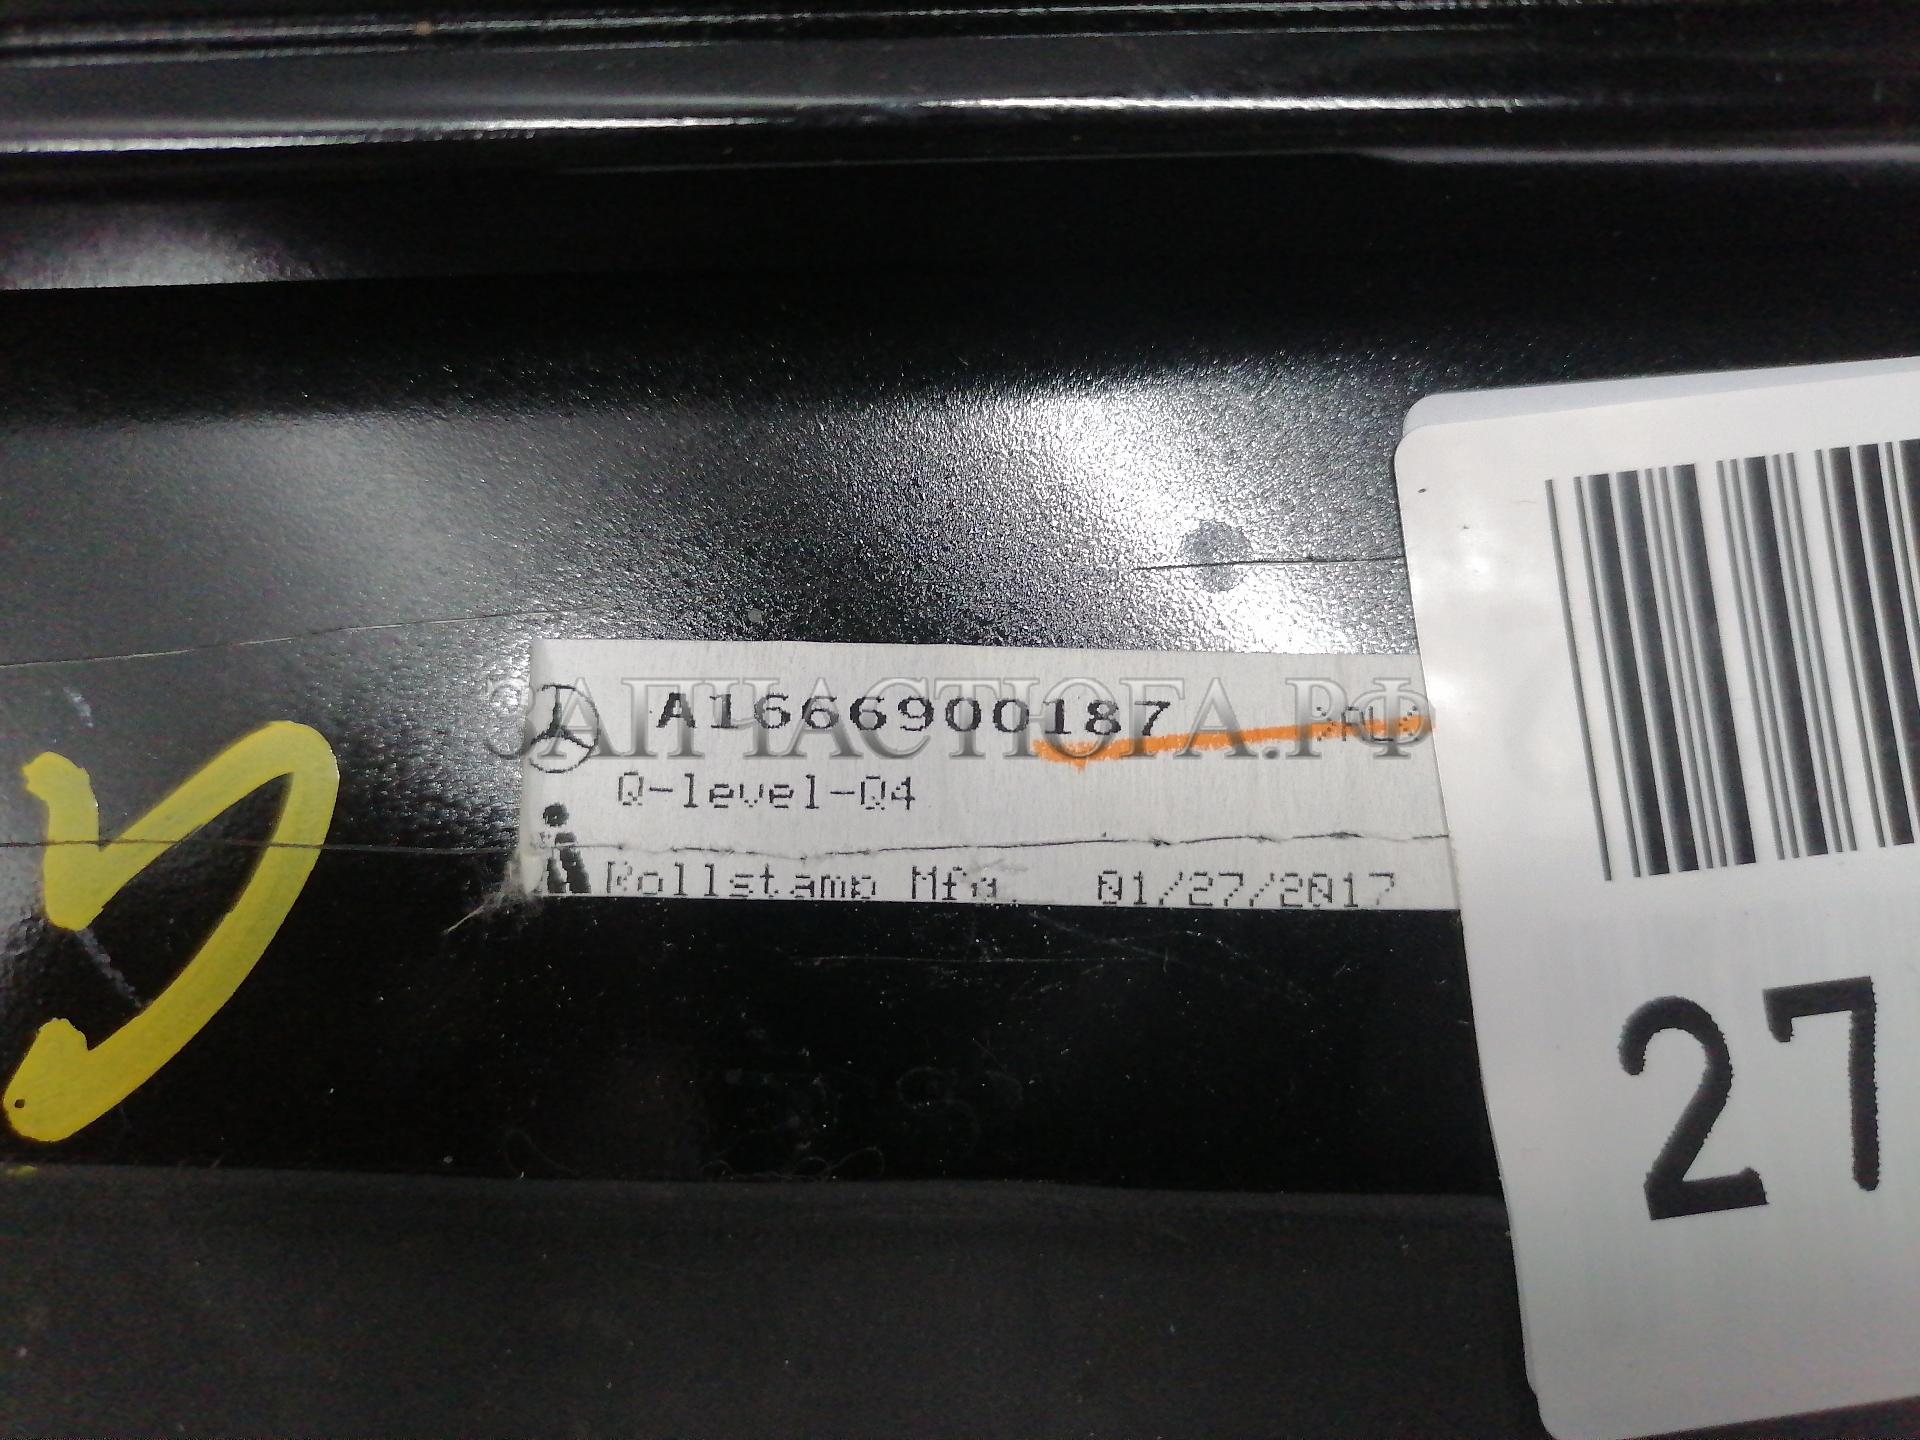 A1666900187
ЗАПЧАСТЮГА.РФ
Q-level-Q4
Rollstamp Mfg. 01/27/2017
27